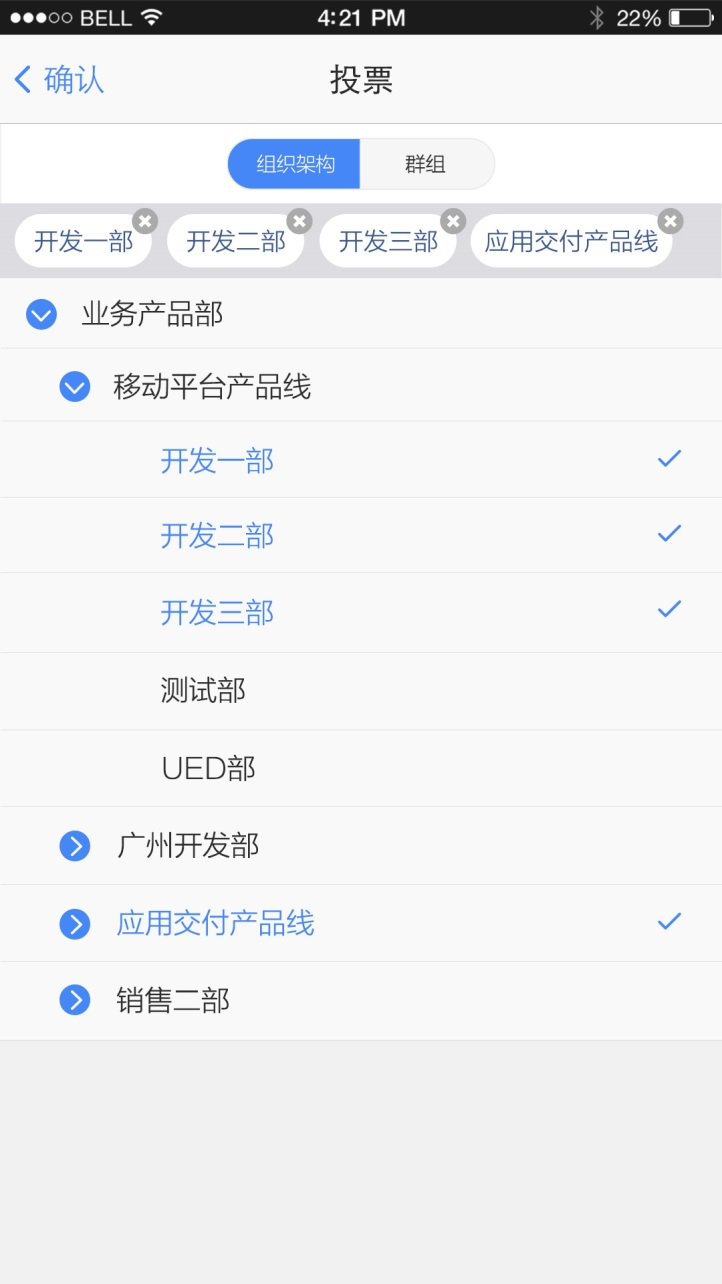 BELL 4:21 PM 22%
确认 投票
组织架构 群组
开发一部 开发二部 开发三部 应用交付产品线
业务产品部
移动平台产品线
开发一部
开发二部
开发三部
测试部
UED部
广州开发部
应用交付产品线
销售二部